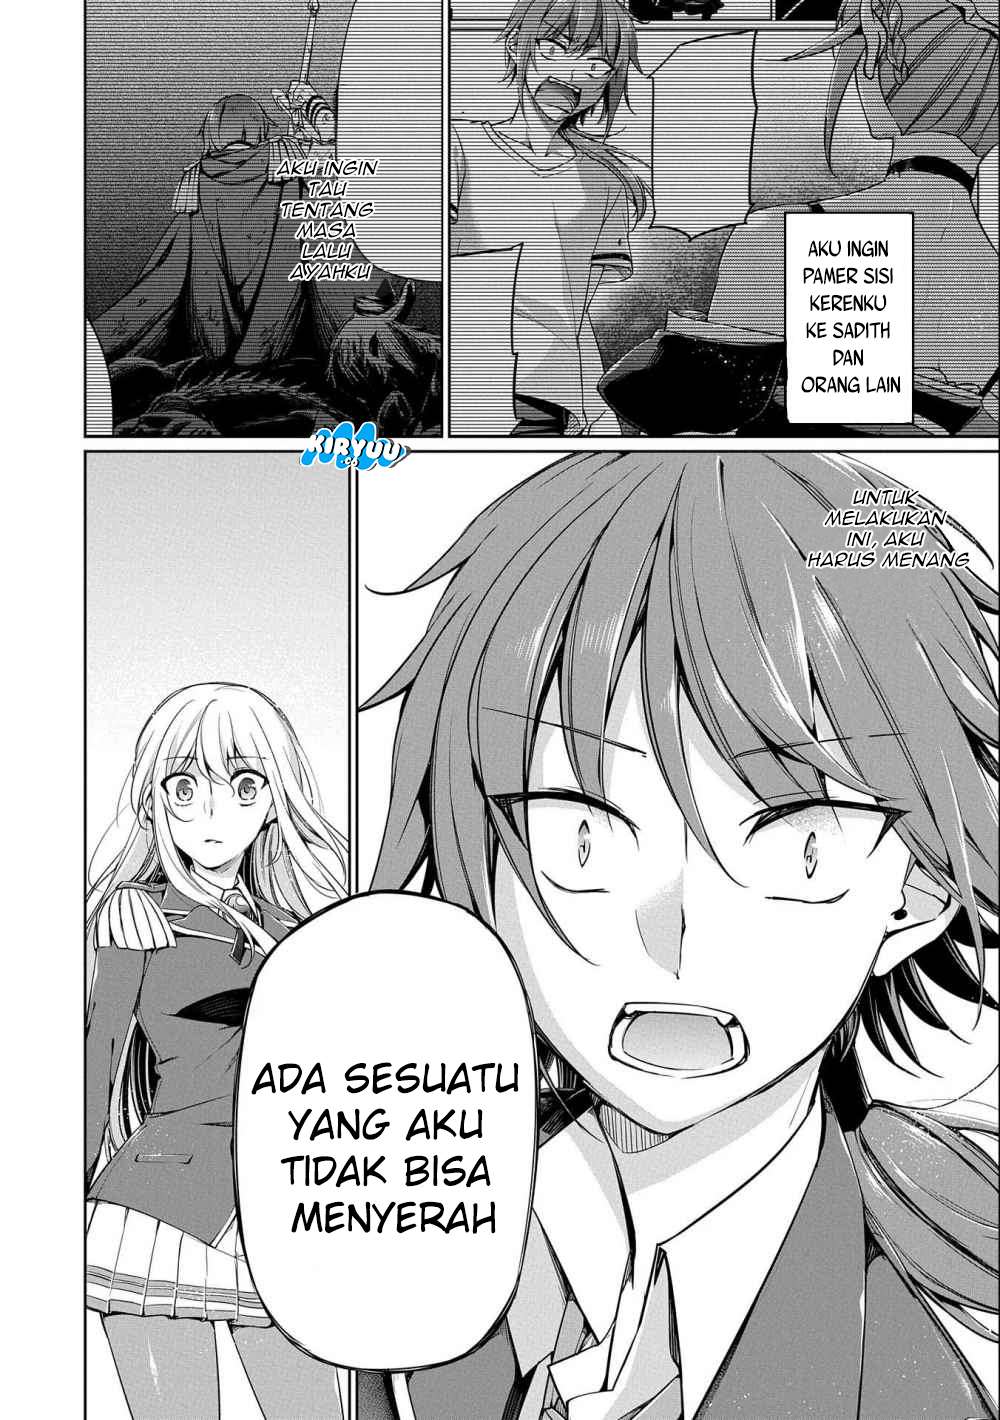 AKU INGIN
PAMER SISI
KERENKU
KE SADITH
DAN
ORANG LAIN
AKU INGIN
TAU
TENTANG
MASA
LALU
AYAHKU
KIRYUU
.CO
UNTUK
MELAKUKAN
INI, AKU
HARUS MENANG
ADA SESUATU
YANG AKU
TIDAK BISA
MENYERAH